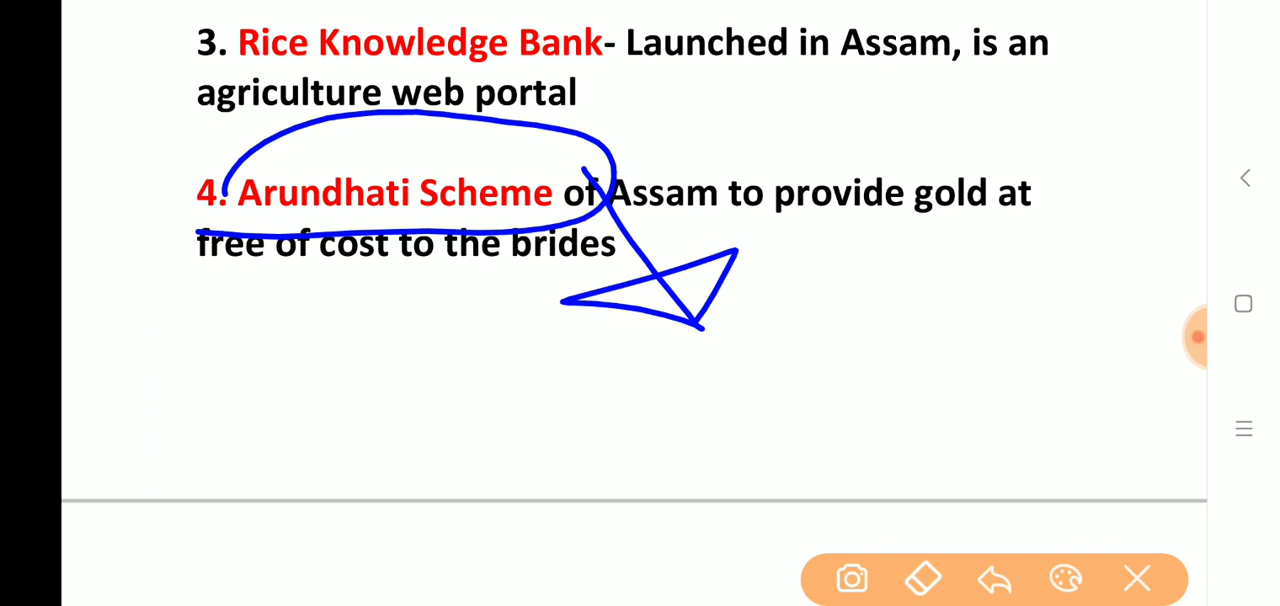 3. Rice Knowledge Bank- Launched in Assam, is an
agriculture web portal
4. Arundhati Scheme of Assam to provide gold at
free of cost to the brides